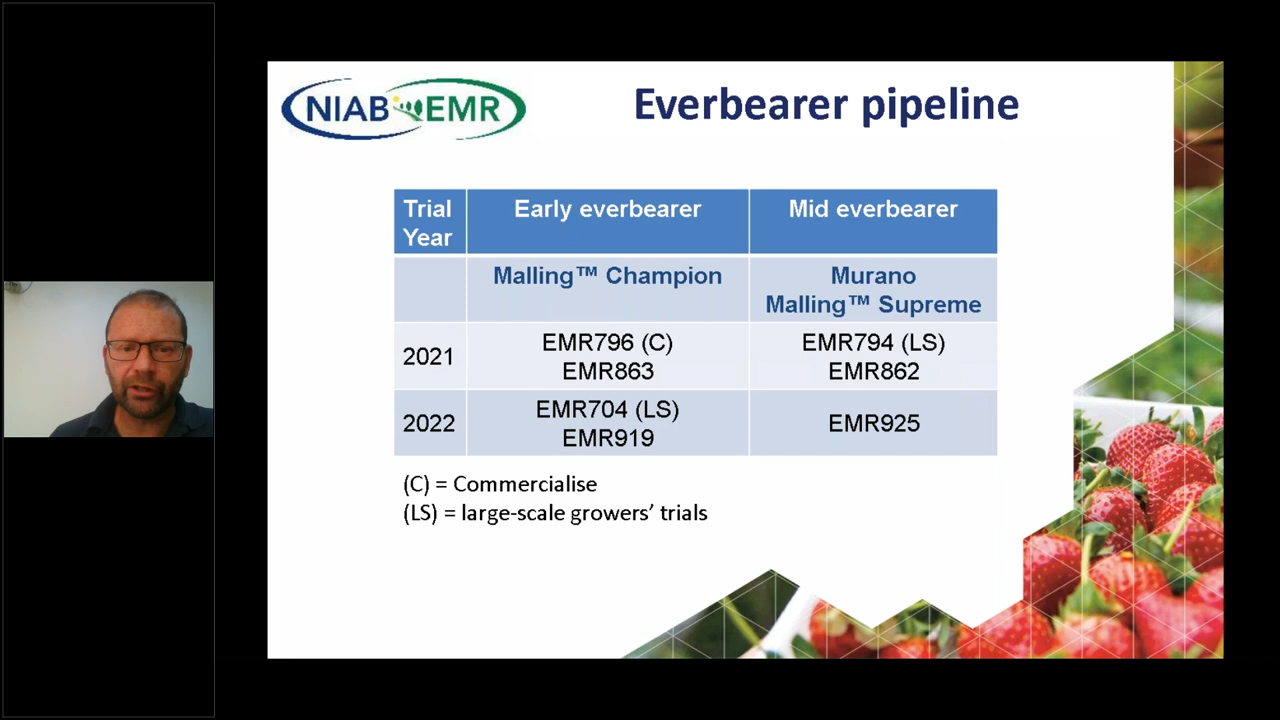 NIAB EMR
Everbearer pipeline
Trial
Year
Early everbearer
Mid everbearer
Malling™ Champion
Murano
Malling™ Supreme
2021
EMR796 (C)
EMR863
EMR794 (LS)
EMR862
2022
EMR704 (LS)
EMR919
EMR925
(C) = Commercialise
(LS) = large-scale growers’ trials